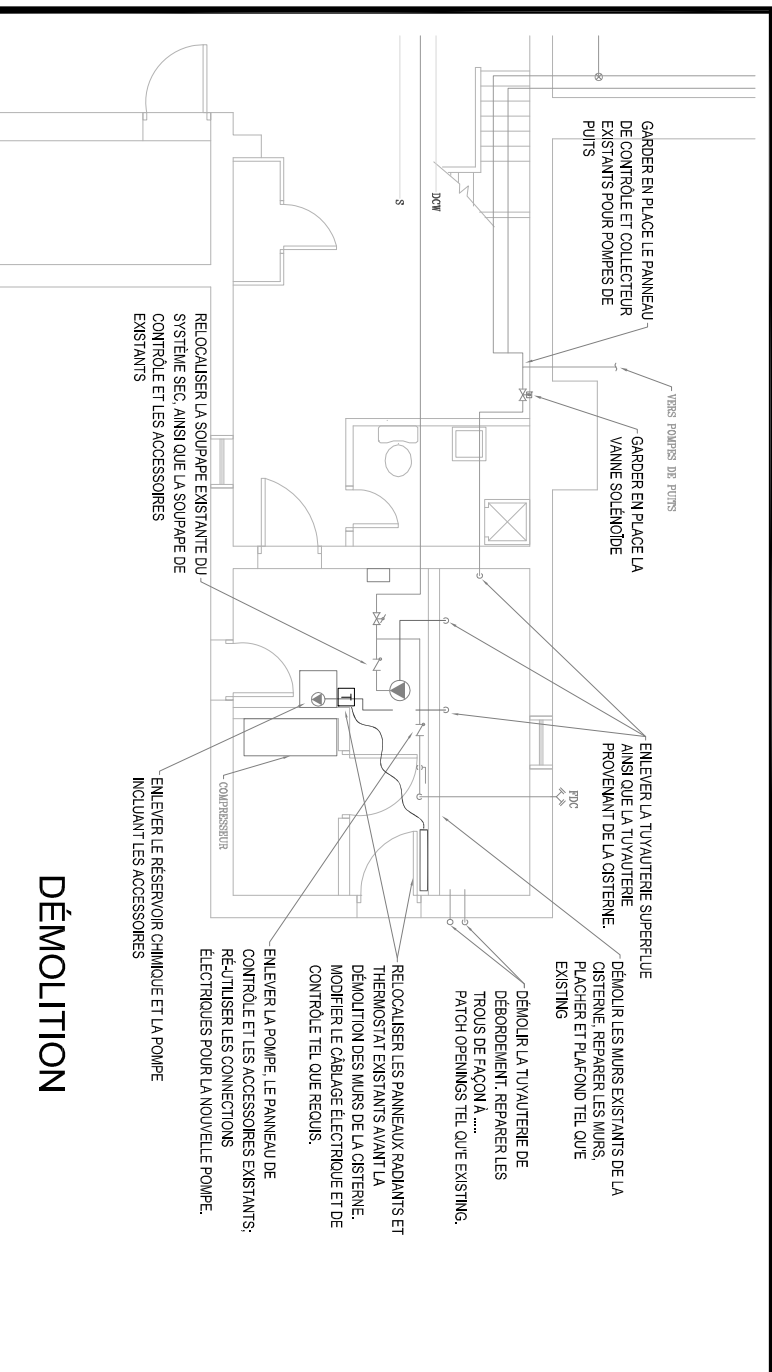 GARDER EN PLACE LE PANNEAU
DE CONTRÔLE ET COLLECTEUR
EXISTANTS POUR POMPES DE
PUITS
VERS POMPES DE PUITS
GARDER EN PLACE LA
VANNE SOLÉNOÏDE
DCW
S
RELOCALISER LA SOUPAPE EXISTANTE DU
SYSTÈME SEC, AINSI QUE LA SOUPAPE DE
CONTRÔLE ET LES ACCESSOIRES
EXISTANTS
T
FDC
COMPRESSEUR
ENLEVER LA TUYAUTERIE SUPERFLUE
AINSI QUE LA TUYAUTERIE
PROVENANT DE LA CISTERNE.
DÉMOLIR LES MURS EXISTANTS DE LA
CISTERNE, REPARER LES MURS,
PLACHER ET PLAFOND TEL QU'E
EXISTING
DÉMOLIR LA TUYAUTERIE DE
DÉBORDEMENT. REPARER LES
TROUS DE FAÇON À .....
PATCH OPENINGS TEL QU'E EXISTING.
RELOCALISER LES PANNEAUX RADIANTS ET
THERMOSTAT EXISTANTS AVANT LA
DÉMOLITION DES MURS DE LA CISTERNE.
MODIFIER LE CÂBLAGE ÉLECTRIQUE ET DE
CONTRÔLE TEL QUE REQUIS.
ENLEVER LA POMPE, LE PANNEAU DE
CONTRÔLE ET LES ACCESSOIRES EXISTANTS;
RÉ-UTILISER LES CONNECTIONS
ÉLECTRIQUES POUR LA NOUVELLE POMPE.
ENLEVER LE RÉSERVOIR CHIMIQUE ET LA POMPE
INCLUANT LES ACCESSOIRES
DÉMOLITION